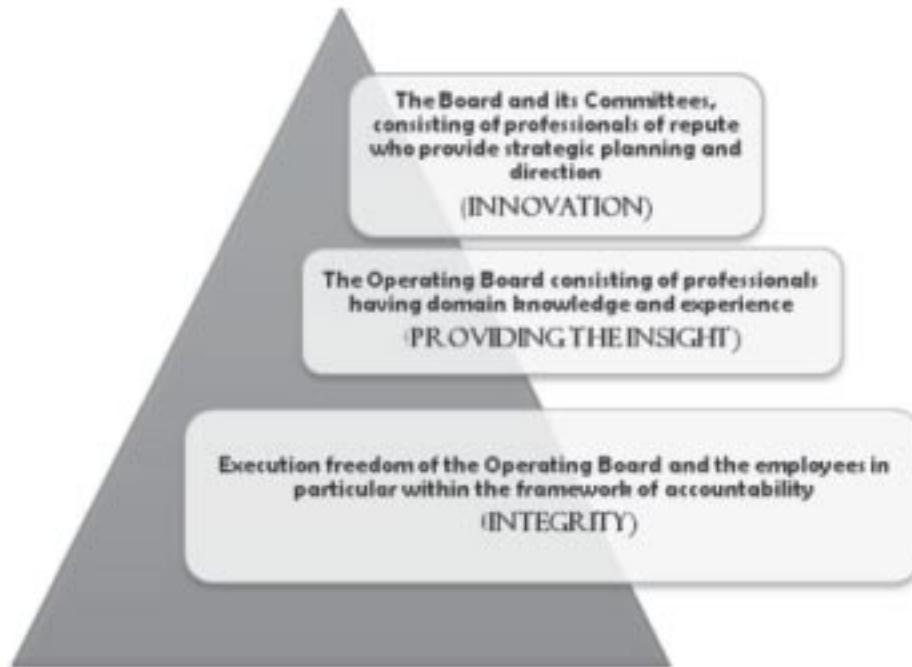 The Board and its Committees,
consisting of professionals of repute
who provide strategic planning and
direction
(INNOVATION)
The Operating Board consisting of professionals
having domain knowledge and experience
(PROVIDING THE INSIGHT)
Execution freedom of the Operating Board and the employees in
particular within the framework of accountability
(INTEGRITY)